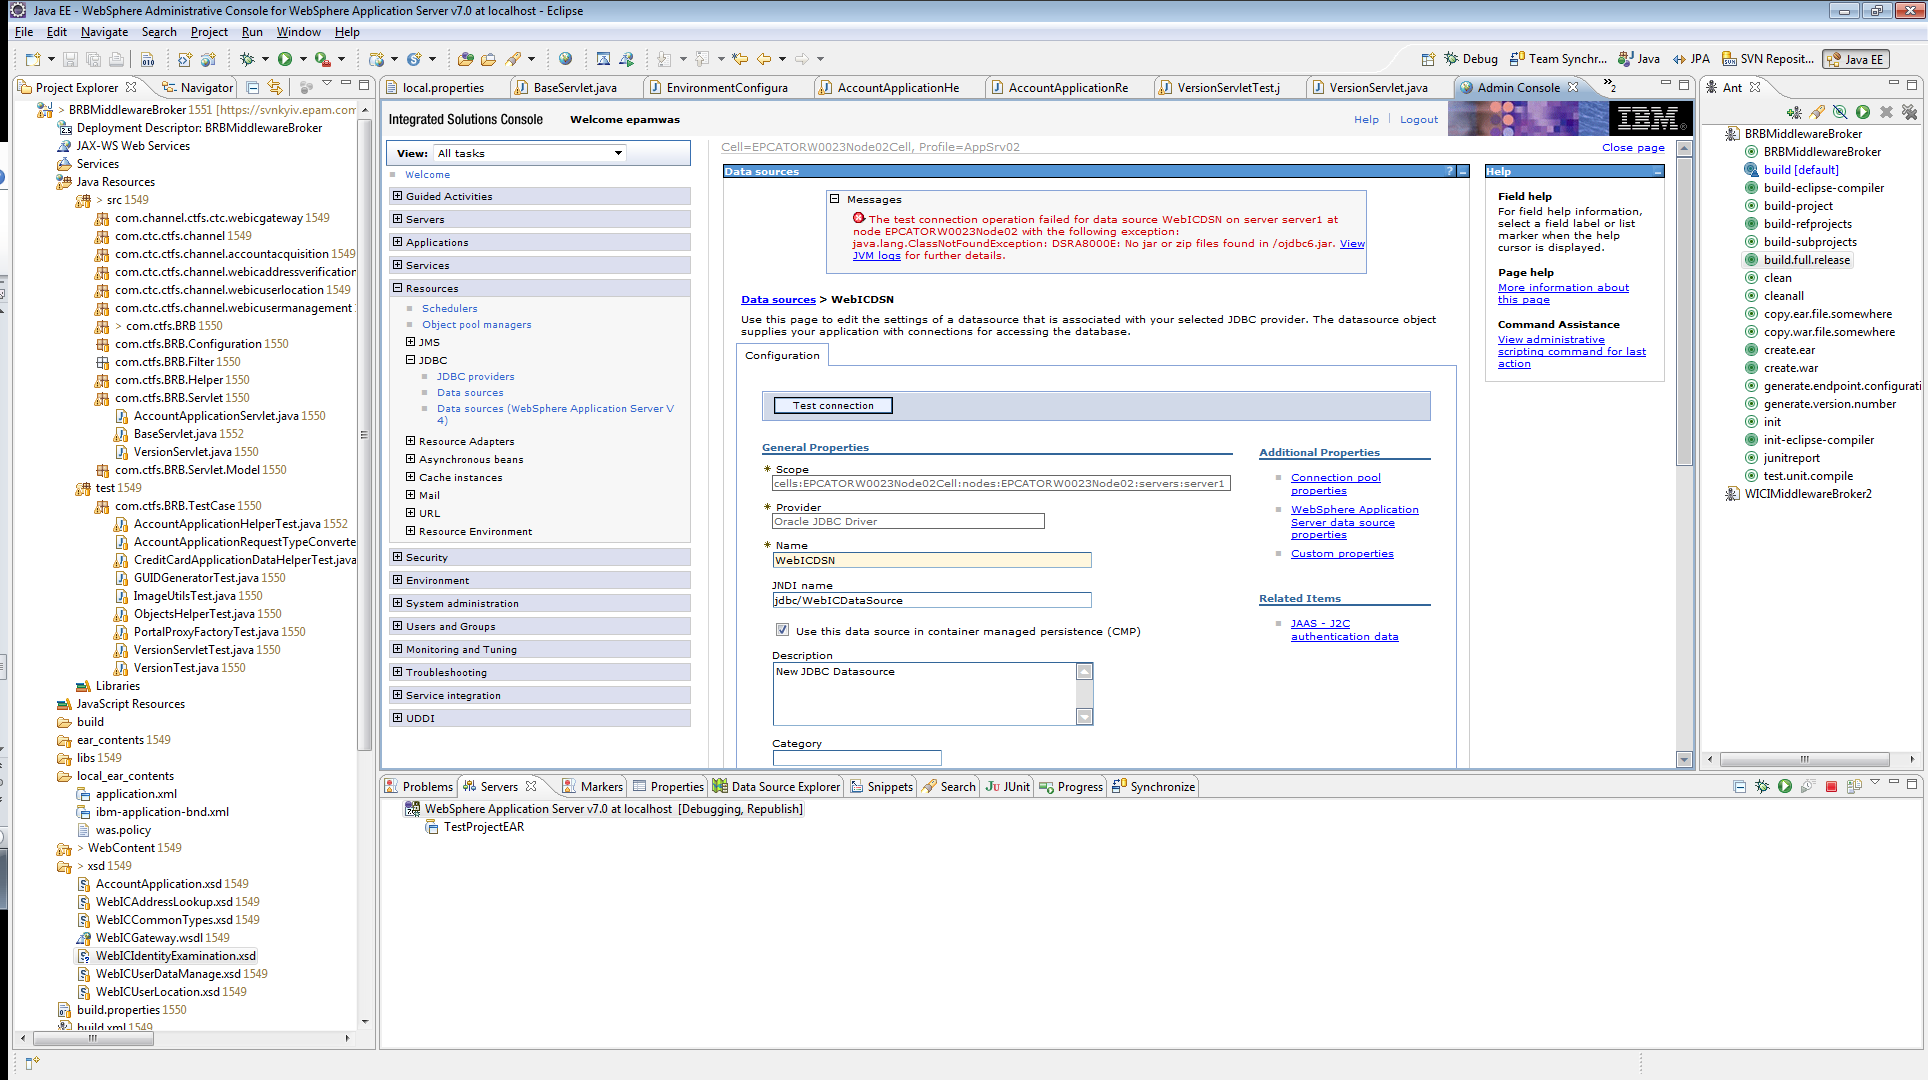 Java EE - WebSphere Administrative Console for WebSphere Application Server v7.0 at localhost - Eclipse
File Edit Navigate Search Project Run Window Help
Debug Team Synchr... Java JPA SVN Reposit... Java EE
Project Explorer Navigator
BRBMiddlewareBroker 1551 [https://svnkyiv.epam.com
Deployment Descriptor: BRBMiddlewareBroker
JAX-WS Web Services
Services
Java Resources
> src 1549
com.channel.ctfs.ctc.webicgateway 1549
com.ctc.ctfs.channel 1549
com.ctc.ctfs.channel.accountacquisition 1549
com.ctc.ctfs.channel.webicaddressverification
com.ctc.ctfs.channel.webicuserlocation 1549
com.ctc.ctfs.channel.webicusermanagement
> com.ctfs.BRB 1550
com.ctfs.BRB.Configuration 1550
com.ctfs.BRB.Filter 1550
com.ctfs.BRB.Helper 1550
com.ctfs.BRB.Servlet 1550
AccountApplicationServlet.java 1550
BaseServlet.java 1552
VersionServlet.java 1550
com.ctfs.BRB.Servlet.Model 1550
test 1549
com.ctfs.BRB.TestCase 1550
AccountApplicationHelperTest.java 1552
AccountApplicationRequestTypeConverte
CreditCardApplicationDataHelperTest.java
GUIDGeneratorTest.java 1550
ImageUtilsTest.java 1550
ObjectsHelperTest.java 1550
PortalProxyFactoryTest.java 1550
VersionServletTest.java 1550
VersionTest.java 1550
Libraries
JavaScript Resources
build
ear_contents 1549
libs 1549
local_ear_contents
application.xml
ibm-application-bnd.xml
was.policy
> WebContent 1549
> xsd 1549
AccountApplication.xsd 1549
WebICAddressLookup.xsd 1549
WebICCommonTypes.xsd 1549
WebICGateway.wsdl 1549
WebICIdentityExamination.xsd
WebICUserDataManage.xsd 1549
WebICUserLocation.xsd 1549
build.properties 1550
build.xml 1549
local.properties BaseServlet.java EnvironmentConfigura AccountApplicationHe AccountApplicationRe VersionServletTest.j VersionServlet.java Admin Console »2
Integrated Solutions Console Welcome epamwas Help Logout IBM
View: All tasks
Welcome
Guided Activities
Servers
Applications
Services
Resources
Schedulers
Object pool managers
JMS
JDBC
JDBC providers
Data sources
Data sources (WebSphere Application Server V
4)
Resource Adapters
Asynchronous beans
Cache instances
Mail
URL
Resource Environment
Security
Environment
System administration
Users and Groups
Monitoring and Tuning
Troubleshooting
Service integration
UDDI
Cell=EPCATORW0023Node02Cell, Profile=AppSrv02 Close page
Data sources ?
Messages
The test connection operation failed for data source WebICDSN on server server1 at
node EPCATORW0023Node02 with the following exception:
java.lang.ClassNotFoundException: DSRA8000E: No jar or zip files found in /ojdbc6.jar. View
JVM logs for further details.
Data sources > WebICDSN
Use this page to edit the settings of a datasource that is associated with your selected JDBC provider. The datasource object
supplies your application with connections for accessing the database.
Configuration
Test connection
General Properties
* Scope
cells:EPCATORW0023Node02Cell:nodes:EPCATORW0023Node02:servers:server1
* Provider
Oracle JDBC Driver
* Name
WebICDSN
JNDI name
jdbc/WebICDataSource
Use this data source in container managed persistence (CMP)
Description
New JDBC Datasource
Category
Additional Properties
Connection pool
properties
WebSphere Application
Server data source
properties
Custom properties
Related Items
JAAS - J2C
authentication data
Help
Field help
For field help information,
select a field label or list
marker when the help
cursor is displayed.
Page help
More information about
this page
Command Assistance
View administrative
scripting command for last
action
Ant
BRBMiddlewareBroker
BRBMiddlewareBroker
build [default]
build-eclipse-compiler
build-project
build-refprojects
build-subprojects
build.full.release
clean
cleanall
copy.ear.file.somewhere
copy.war.file.somewhere
create.ear
create.war
generate.endpoint.configurati
generate.version.number
init
init-eclipse-compiler
junitreport
test.unit.compile
WICIMiddlewareBroker2
Problems Servers Markers Properties Data Source Explorer Snippets Search JUnit Progress Synchronize
WebSphere Application Server v7.0 at localhost [Debugging, Republish]
TestProjectEAR